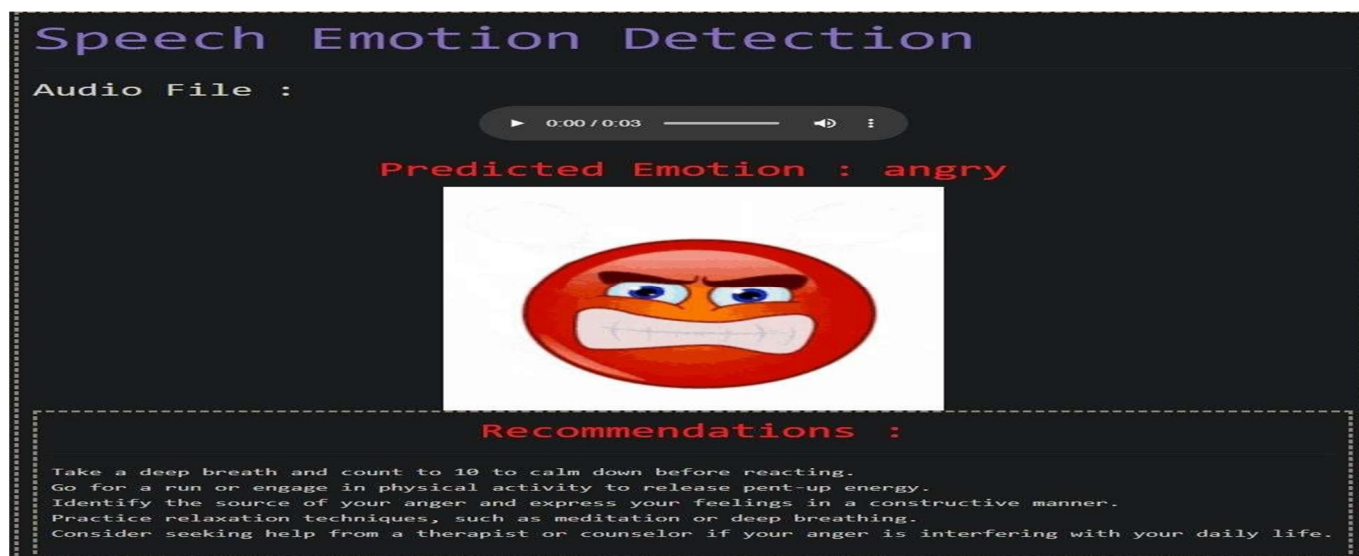 Speech Emotion Detection
Audio File :
0:00 / 0:03
Predicted Emotion : angry
Recommendations :
Take a deep breath and count to 10 to calm down before reacting.
Go for a run or engage in physical activity to release pent-up energy.
Identify the source of your anger and express your feelings in a constructive manner.
Practice relaxation techniques, such as meditation or deep breathing.
Consider seeking help from a therapist or counselor if your anger is interfering with your daily life.